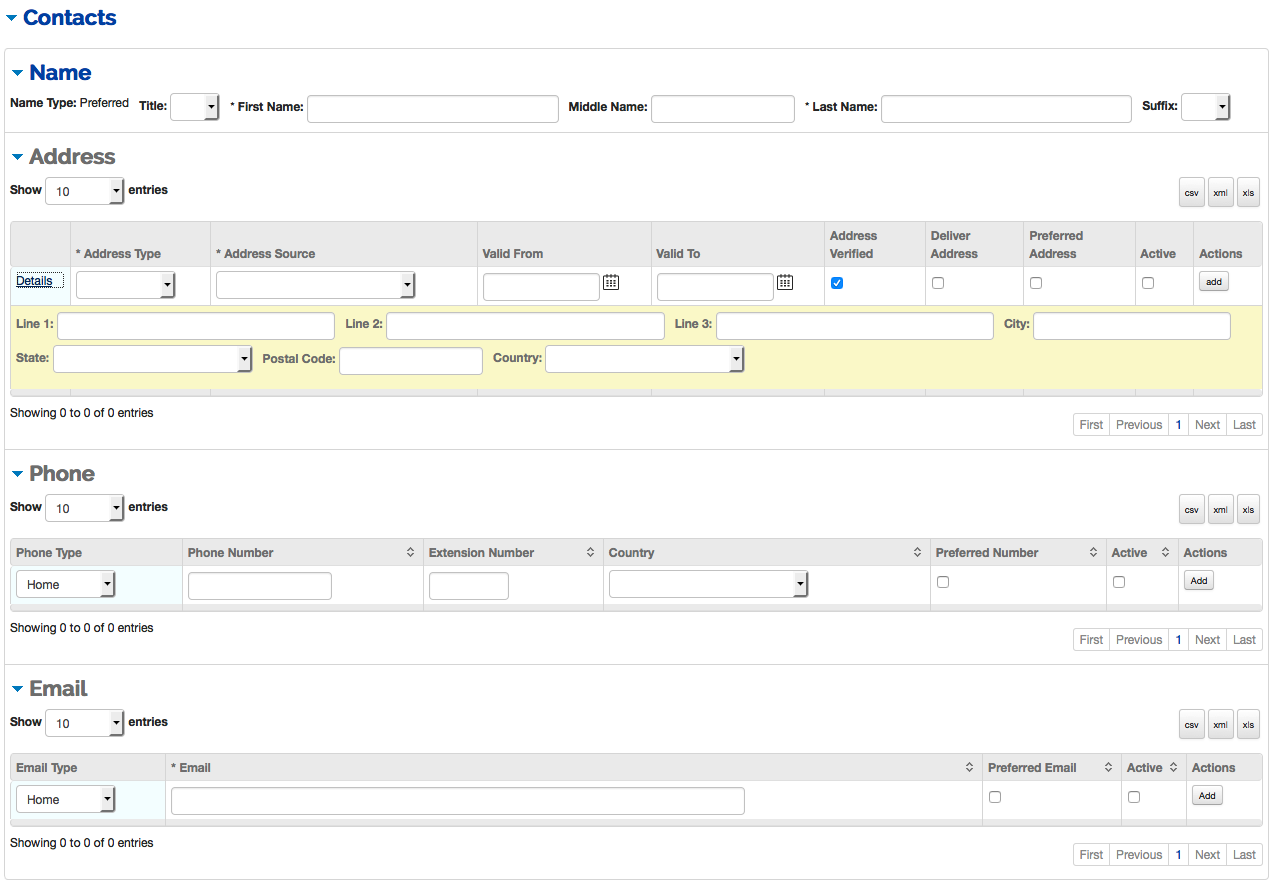 Contacts
Name
Name Type: Preferred Title: * First Name: Middle Name: * Last Name: Suffix:
Address
Show 10 entries csv xml xls
* Address Type * Address Source Valid From Valid To Address Verified Deliver Address Preferred Address Active Actions
Details add
Line 1: Line 2: Line 3: City:
State: Postal Code: Country:
Showing 0 to 0 of 0 entries
First Previous 1 Next Last
Phone
Show 10 entries csv xml xls
Phone Type Phone Number Extension Number Country Preferred Number Active Actions
Home Add
Showing 0 to 0 of 0 entries
First Previous 1 Next Last
Email
Show 10 entries csv xml xls
Email Type * Email Preferred Email Active Actions
Home Add
Showing 0 to 0 of 0 entries
First Previous 1 Next Last